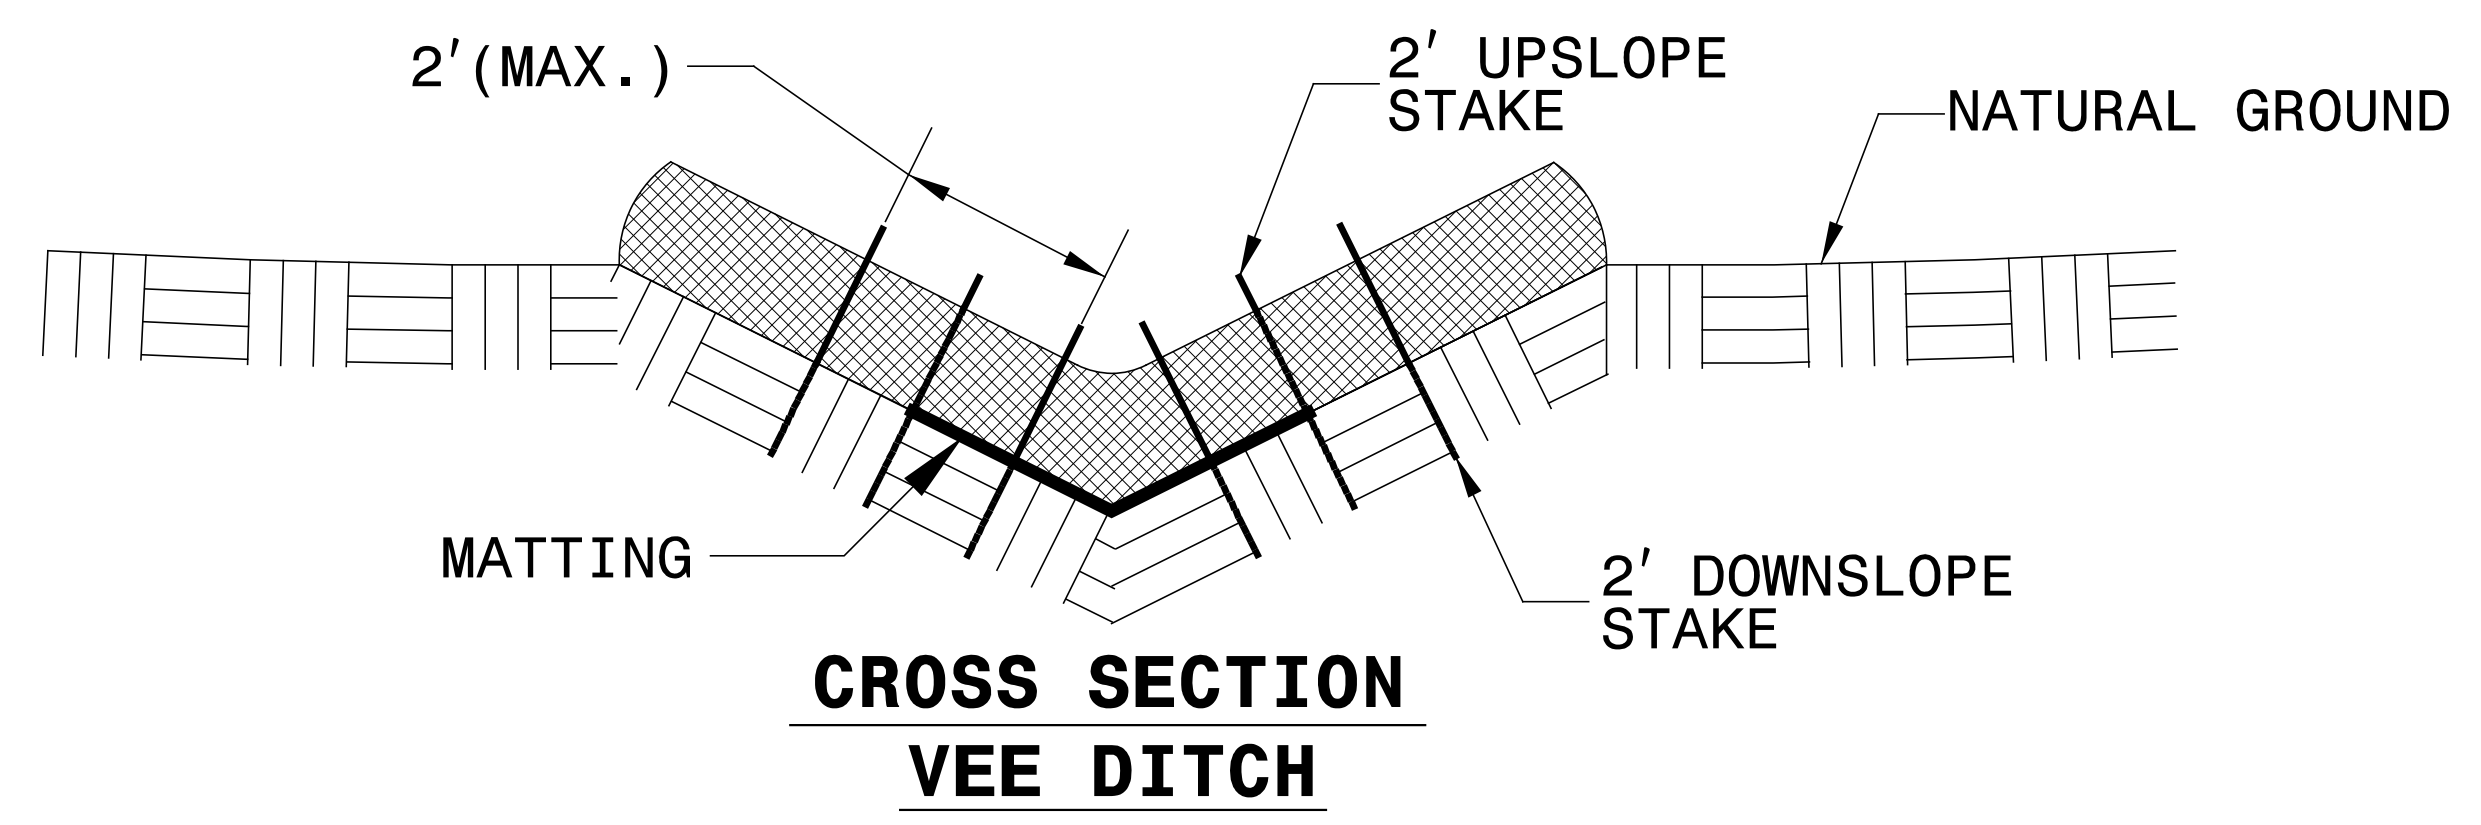 2'(MAX.)
2' UPSLOPE
STAKE
NATURAL GROUND
MATTING
2' DOWNSLOPE
STAKE
CROSS SECTION
VEE DITCH